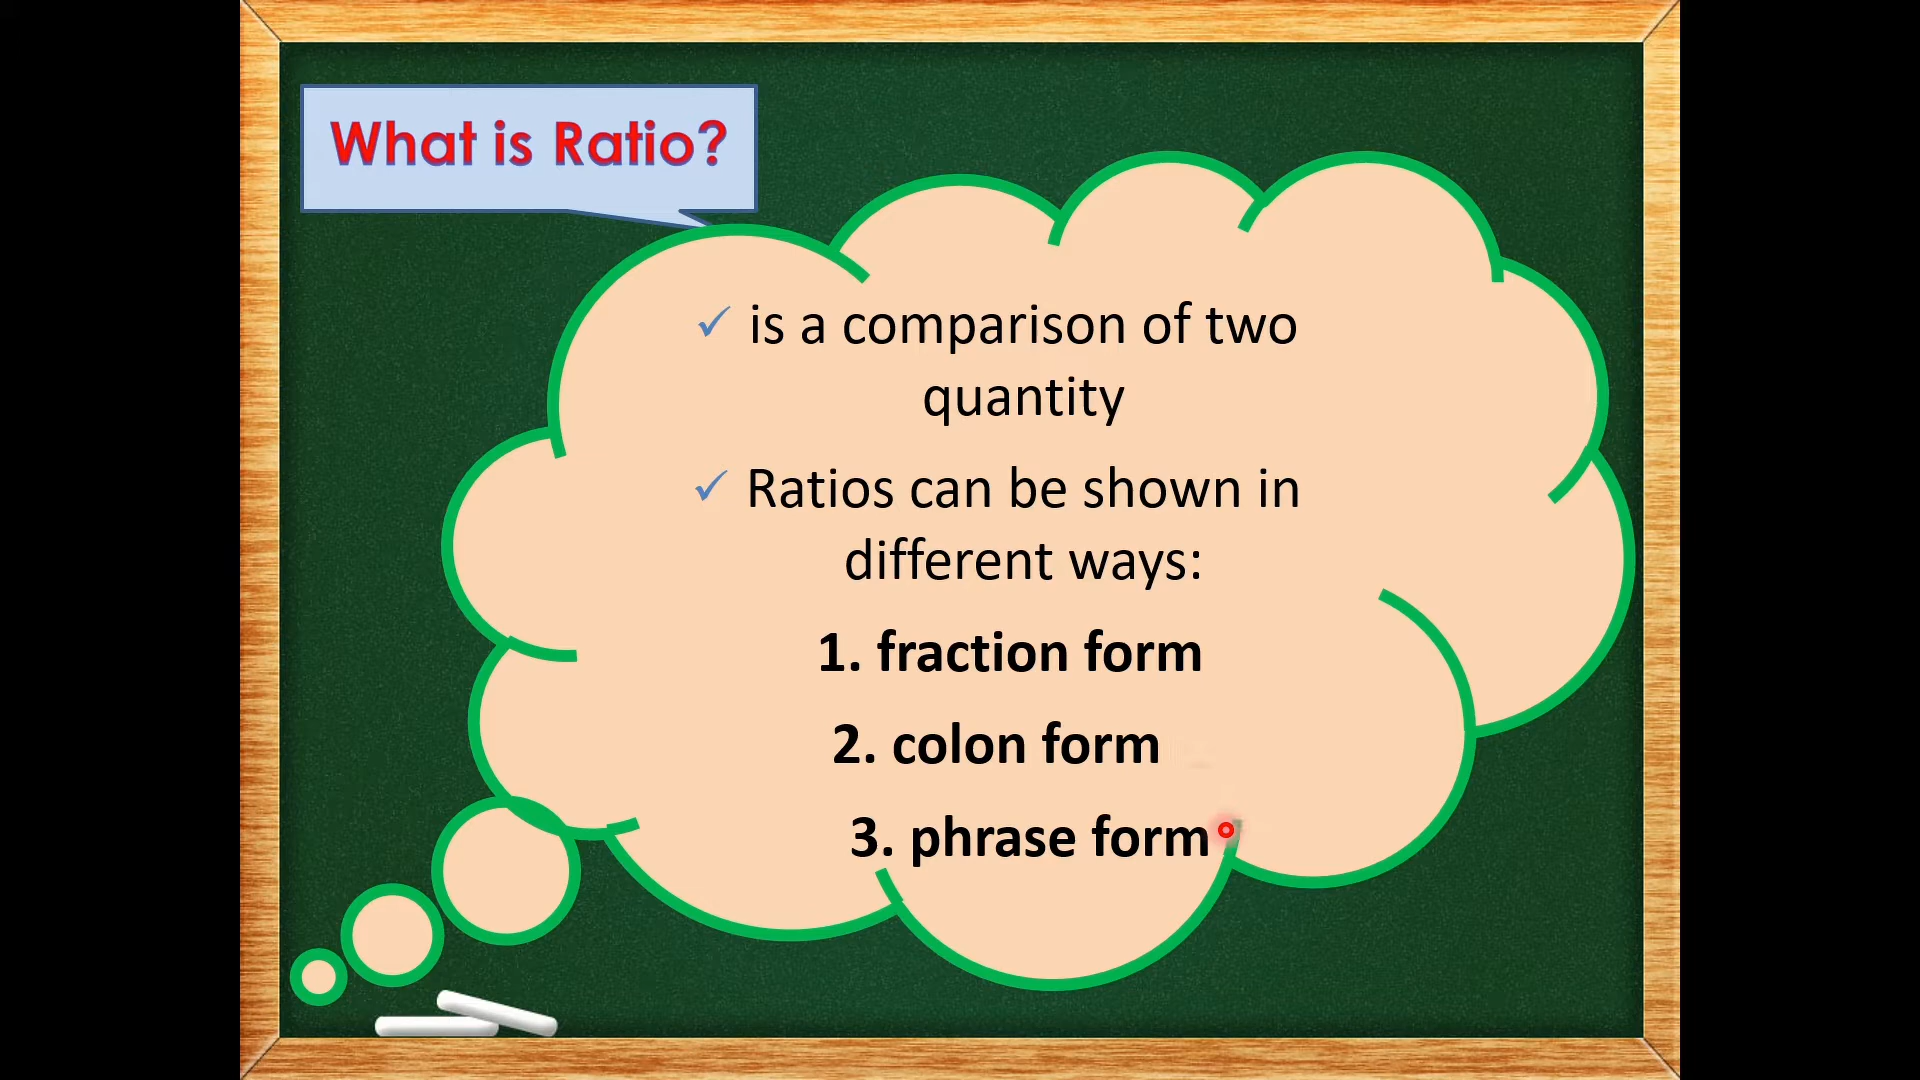 What is Ratio?
✓ is a comparison of two
quantity
✓ Ratios can be shown in
different ways:
1. fraction form
2. colon form
3. phrase form